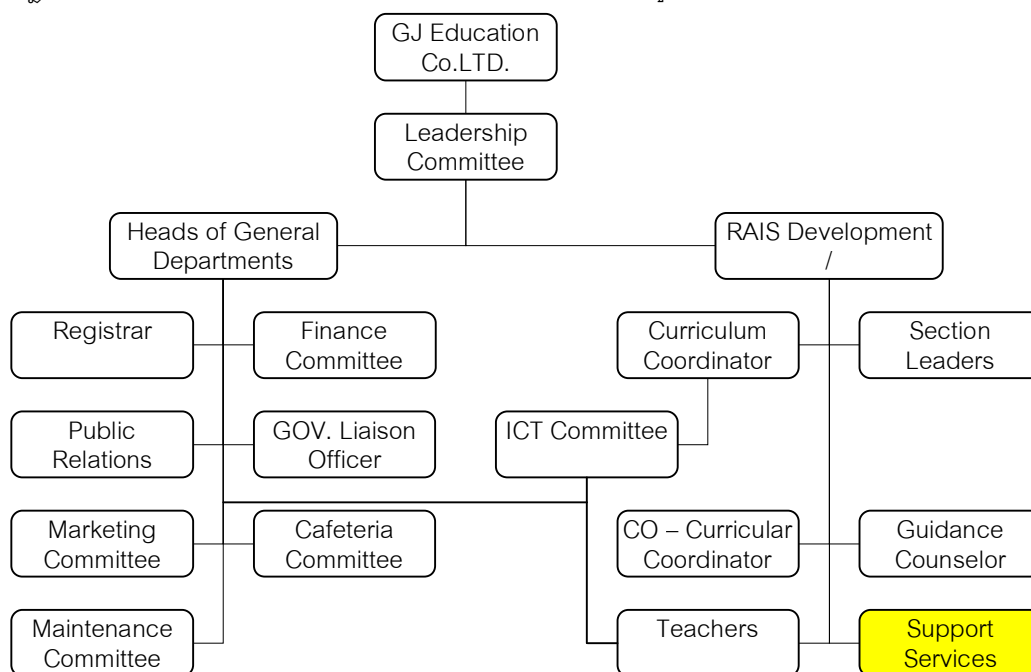 GJ Education
Co.LTD.
Leadership
Committee
Heads of General
Departments
RAIS Development
/
Registrar
Finance
Committee
Curriculum
Coordinator
Section
Leaders
Public
Relations
GOV. Liaison
Officer
ICT Committee
Marketing
Committee
Cafeteria
Committee
CO – Curricular
Coordinator
Guidance
Counselor
Maintenance
Committee
Teachers
Support
Services